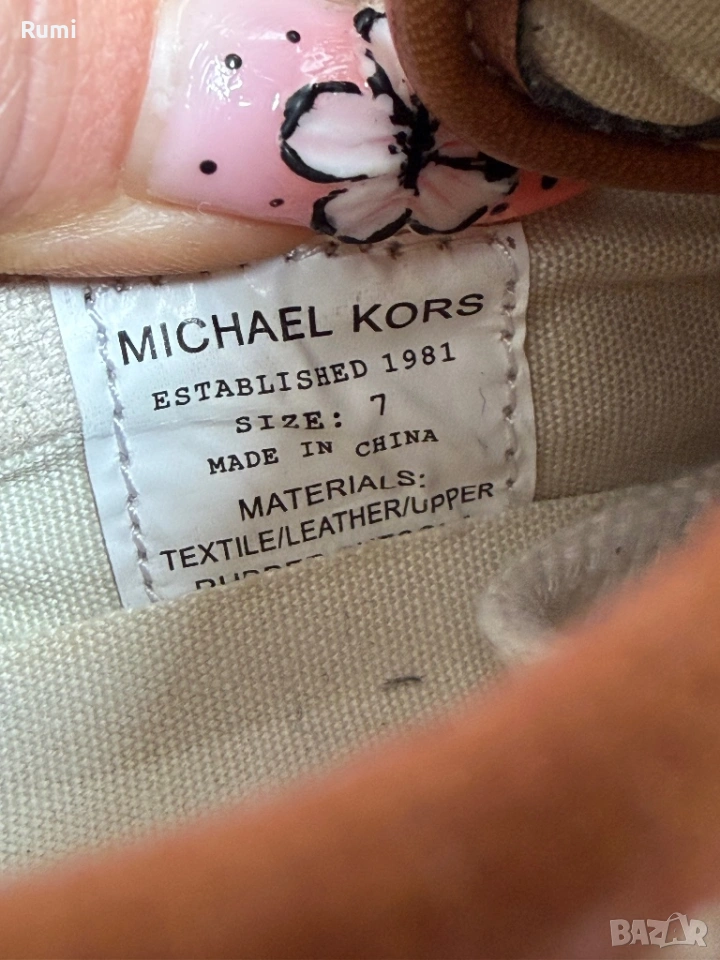 Rumi
MICHAEL KORS
ESTABLISHED 1981
SIZE: 7
MADE IN CHINA
MATERIALS:
TEXTILE/LEATHER/UPPER
BAZAR